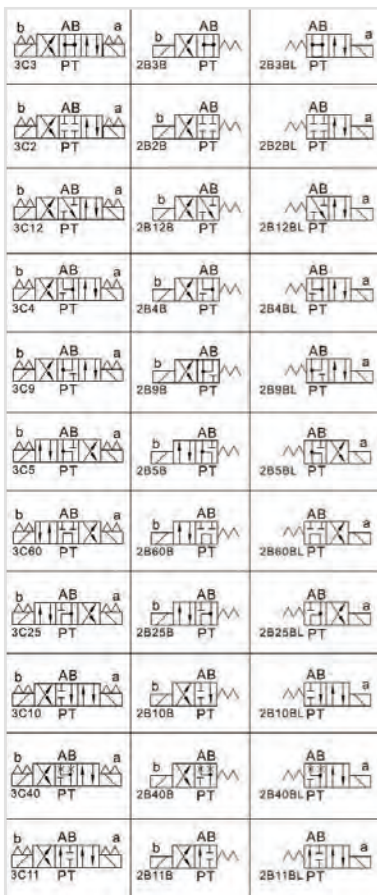 b AB a
3C3 PT
b AB
2B3B PT
AB a
2B3BL PT
b AB a
3C2 PT
b AB
2B2B PT
AB a
2B2BL PT
b AB a
3C12 PT
b AB
2B12B PT
AB a
2B12BL PT
b AB a
3C4 PT
b AB
2B4B PT
AB a
2B4BL PT
b AB a
3C9 PT
b AB
2B9B PT
AB a
2B9BL PT
b AB a
3C5 PT
b AB
2B5B PT
AB a
2B5BL PT
b AB a
3C60 PT
b AB
2B60B PT
AB a
2B60BL PT
b AB a
3C25 PT
b AB
2B25B PT
AB a
2B25BL PT
b AB a
3C10 PT
b AB
2B10B PT
AB a
2B10BL PT
b AB a
3C40 PT
b AB
2B40B PT
AB a
2B40BL PT
b AB a
3C11 PT
b AB
2B11B PT
AB a
2B11BL PT